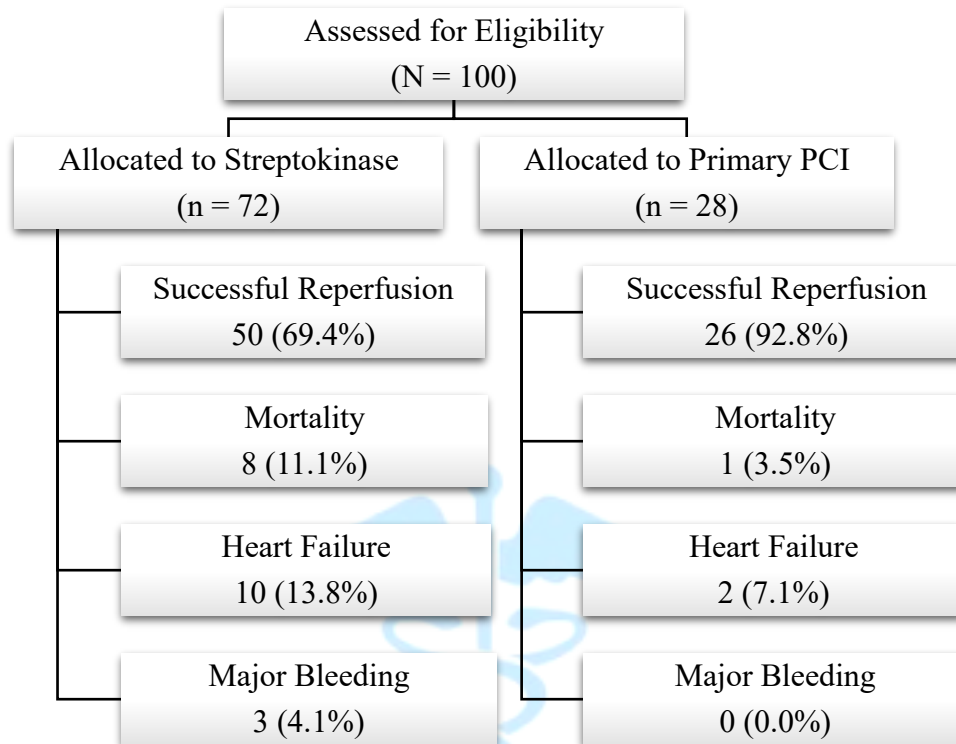 Assessed for Eligibility
(N = 100)
Allocated to Streptokinase
(n = 72)
Successful Reperfusion
50 (69.4%)
Mortality
8 (11.1%)
Heart Failure
10 (13.8%)
Major Bleeding
3 (4.1%)
Allocated to Primary PCI
(n = 28)
Successful Reperfusion
26 (92.8%)
Mortality
1 (3.5%)
Heart Failure
2 (7.1%)
Major Bleeding
0 (0.0%)